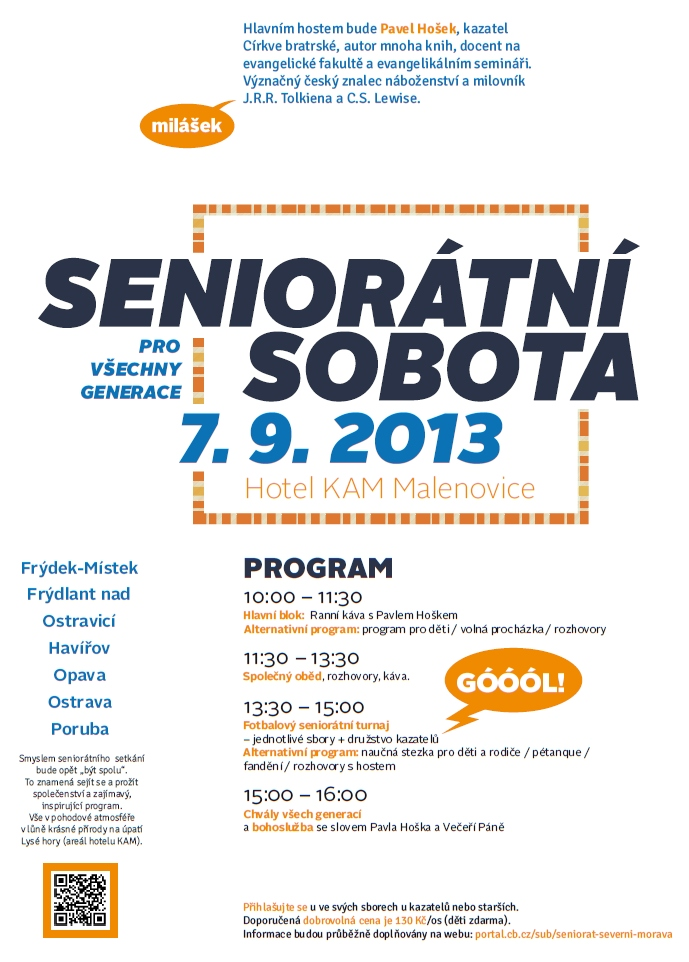 Hlavním hostem bude Pavel Hošek, kazatel
Církve bratrské, autor mnoha knih, docent na
evangelické fakultě a evangelikálním semináři.
Význačný český znalec náboženství a milovník
J.R.R. Tolkiena a C.S. Lewise.
milášek
SENIORÁTNÍ
SOBOTA
PRO
VŠECHNY
GENERACE
7. 9. 2013
Hotel KAM Malenovice
Frýdek-Místek
Frýdlant nad
Ostravicí
Havířov
Opava
Ostrava
Poruba
Smyslem seniorátního setkání
bude opět „být spolu“.
To znamená sejít se a prožít
společenství a zajímavý,
inspirující program.
Vše v pohodové atmosféře
v lůně krásné přírody na úpatí
Lysé hory (areál hotelu KAM).
PROGRAM
10:00 – 11:30
Hlavní blok: Ranní káva s Pavlem Hoškem
Alternativní program: program pro děti / volná procházka / rozhovory
11:30 – 13:30
Společný oběd, rozhovory, káva.
GÓÓÓL!
13:30 – 15:00
Fotbalový seniorátní turnaj
– jednotlivé sbory + družstvo kazatelů
Alternativní program: naučná stezka pro děti a rodiče / pétanque /
fandění / rozhovory s hostem
15:00 – 16:00
Chvály všech generací
a bohoslužba se slovem Pavla Hoška a Večeří Páně
Přihlašujte se u ve svých sborech u kazatelů nebo starších.
Doporučená dobrovolná cena je 130 Kč/os (děti zdarma).
Informace budou průběžně doplňovány na webu: portal.cb.cz/sub/seniorat-severni-morava